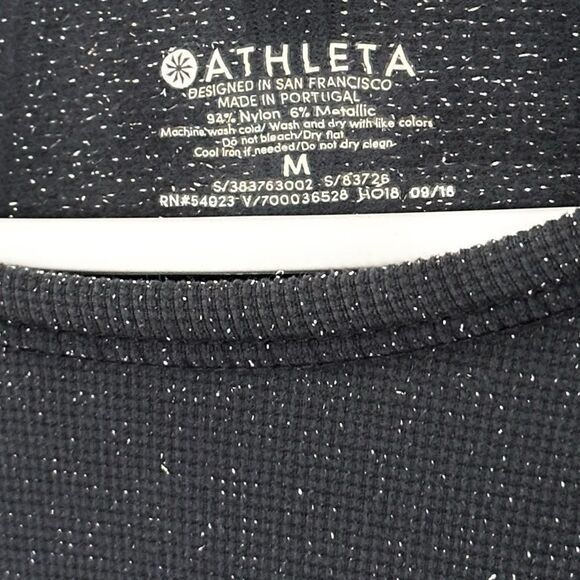 ATHLETA
DESIGNED IN SAN FRANCISCO
MADE IN PORTUGAL
94% Nylon 6% Metallic
Machine wash cold/ Wash and dry with like colors
Do not bleach/Dry flat
Cool Iron if needed/Do not dry clean
M
S/383763002 S/83726
RN#54023 V/700036528 HO18 09/18